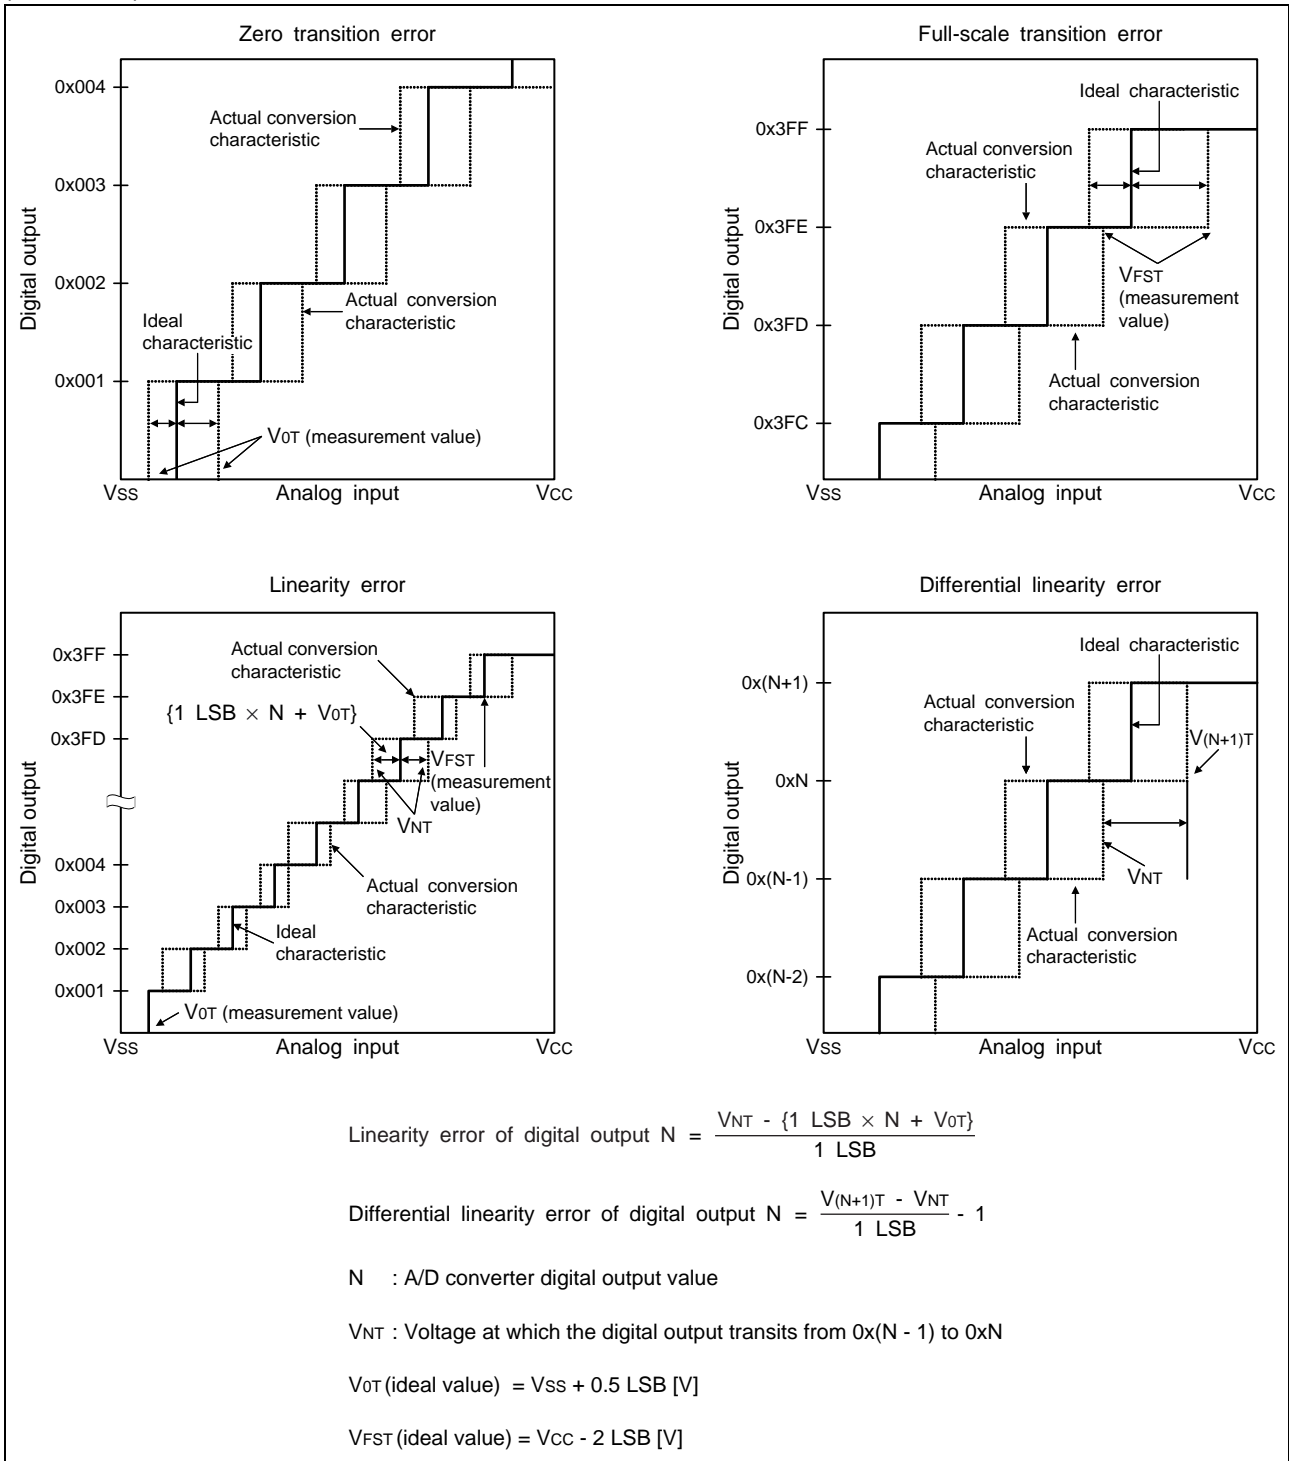 Zero transition error
0x004
0x003
0x002
0x001
Digital output
Actual conversion
characteristic
Actual conversion
characteristic
Ideal
characteristic
V0T (measurement value)
VSS
Analog input
VCC
Full-scale transition error
0x3FF
0x3FE
0x3FD
0x3FC
Digital output
Ideal characteristic
Actual conversion
characteristic
VFST
(measurement
value)
Actual conversion
characteristic
VSS
Analog input
VCC
Linearity error
0x3FF
0x3FE
0x3FD
0x004
0x003
0x002
0x001
Digital output
Actual conversion
characteristic
{1 LSB × N + V0T}
VFST
(measurement
value)
VNT
Actual conversion
characteristic
Ideal
characteristic
V0T (measurement value)
VSS
Analog input
VCC
Differential linearity error
0x(N+1)
0xN
0x(N-1)
0x(N-2)
Digital output
Ideal characteristic
Actual conversion
characteristic
V(N+1)T
VNT
Actual conversion
characteristic
VSS
Analog input
VCC
Linearity error of digital output N = VNT - {1 LSB × N + V0T}
1 LSB
Differential linearity error of digital output N = V(N+1)T - VNT - 1
1 LSB
N : A/D converter digital output value
VNT : Voltage at which the digital output transits from 0x(N - 1) to 0xN
V0T (ideal value) = VSS + 0.5 LSB [V]
VFST (ideal value) = VCC - 2 LSB [V]